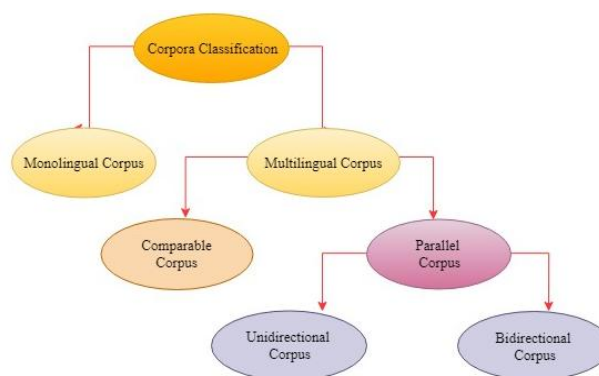 Corpora Classification
Monolingual Corpus
Multilingual Corpus
Comparable
Corpus
Parallel
Corpus
Unidirectional
Corpus
Bidirectional
Corpus